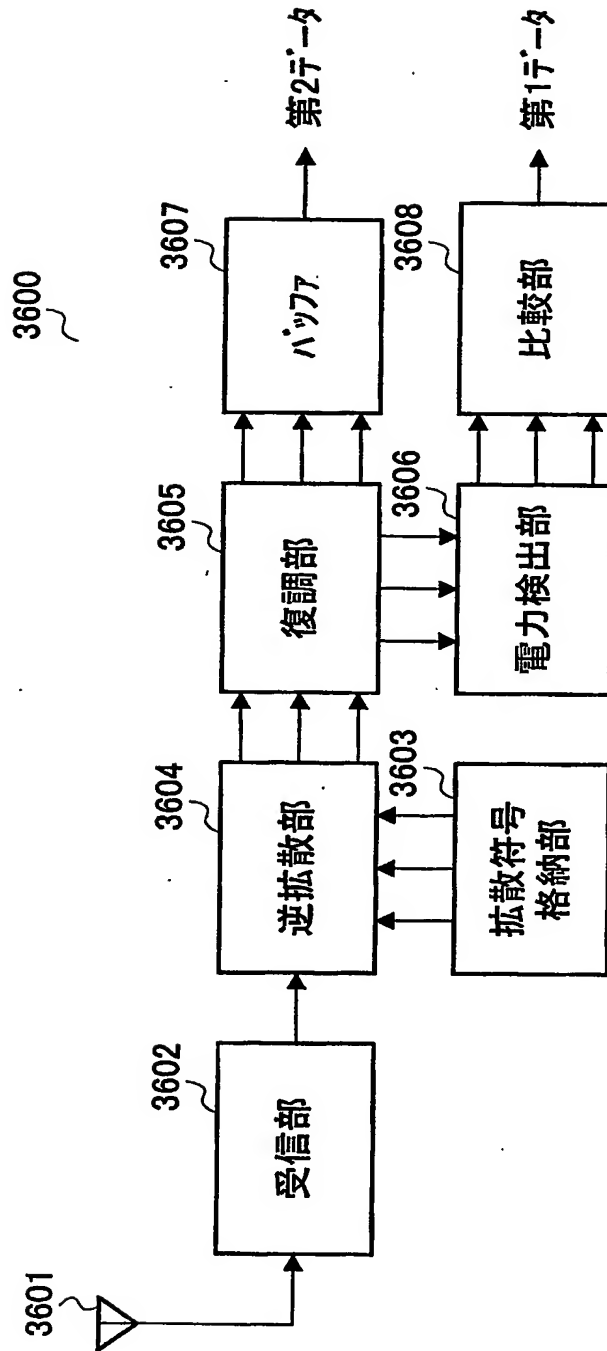 3600
3601
3602
受信部
3604
逆拡散部
3603
拡散符号
格納部
3605
復調部
3606
電力検出部
3607
バッファ
第2データ
3608
比較部
第1データ